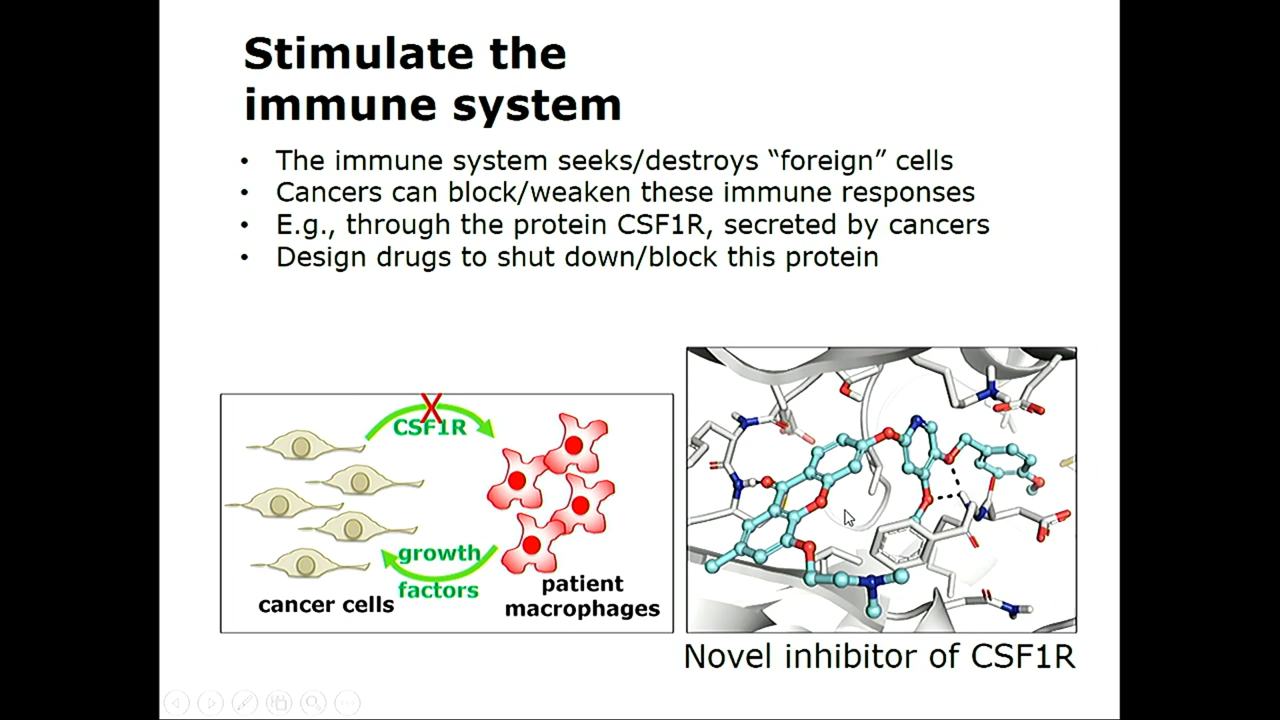 Stimulate the
immune system
• The immune system seeks/destroys “foreign” cells
• Cancers can block/weaken these immune responses
• E.g., through the protein CSF1R, secreted by cancers
• Design drugs to shut down/block this protein
CSF1R
growth
factors
cancer cells
patient
macrophages
Novel inhibitor of CSF1R